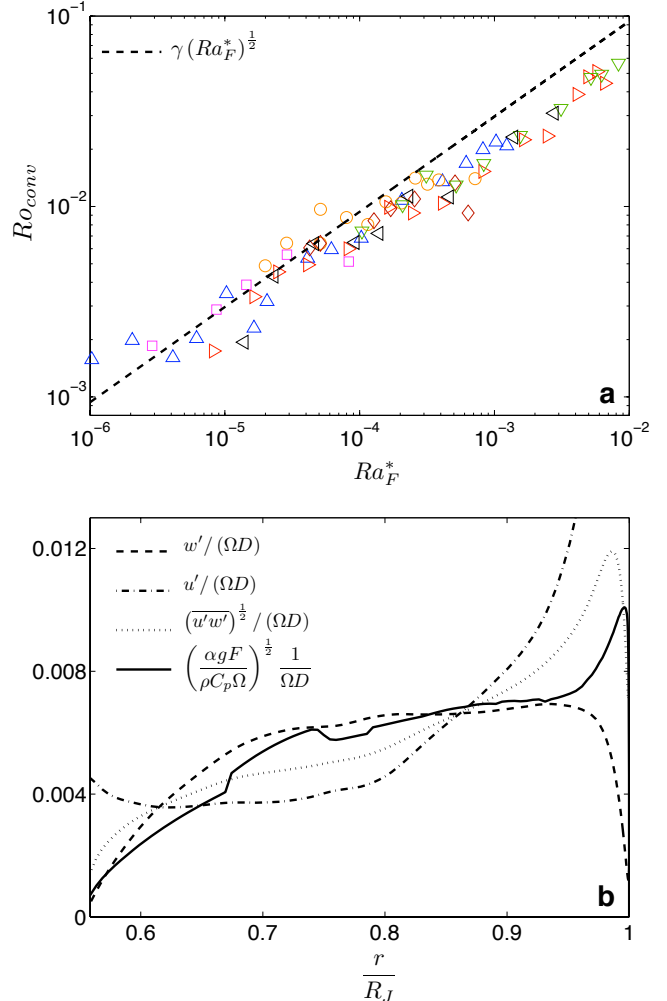 10⁻¹
γ(Ra*_F)^{1/2}
Ro_conv
10⁻²
10⁻³
a
10⁻⁶ 10⁻⁵ 10⁻⁴ 10⁻³ 10⁻²
Ra*_F
w′/(ΩD)
0.012
u′/(ΩD)
(u′w′‾)^{1/2}/(ΩD)
(αgF/ρC_pΩ)^{1/2} 1/ΩD
0.008
0.004
0
b
0.6 0.7 0.8 0.9 1
r/R_J